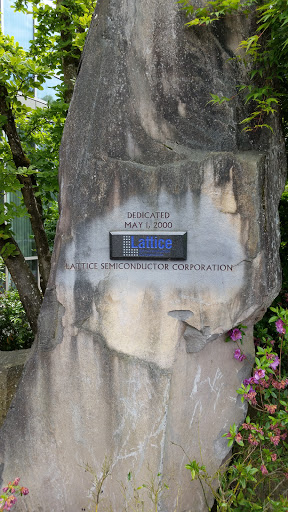 DEDICATED
MAY 1, 2000
Lattice
LATTICE SEMICONDUCTOR CORPORATION